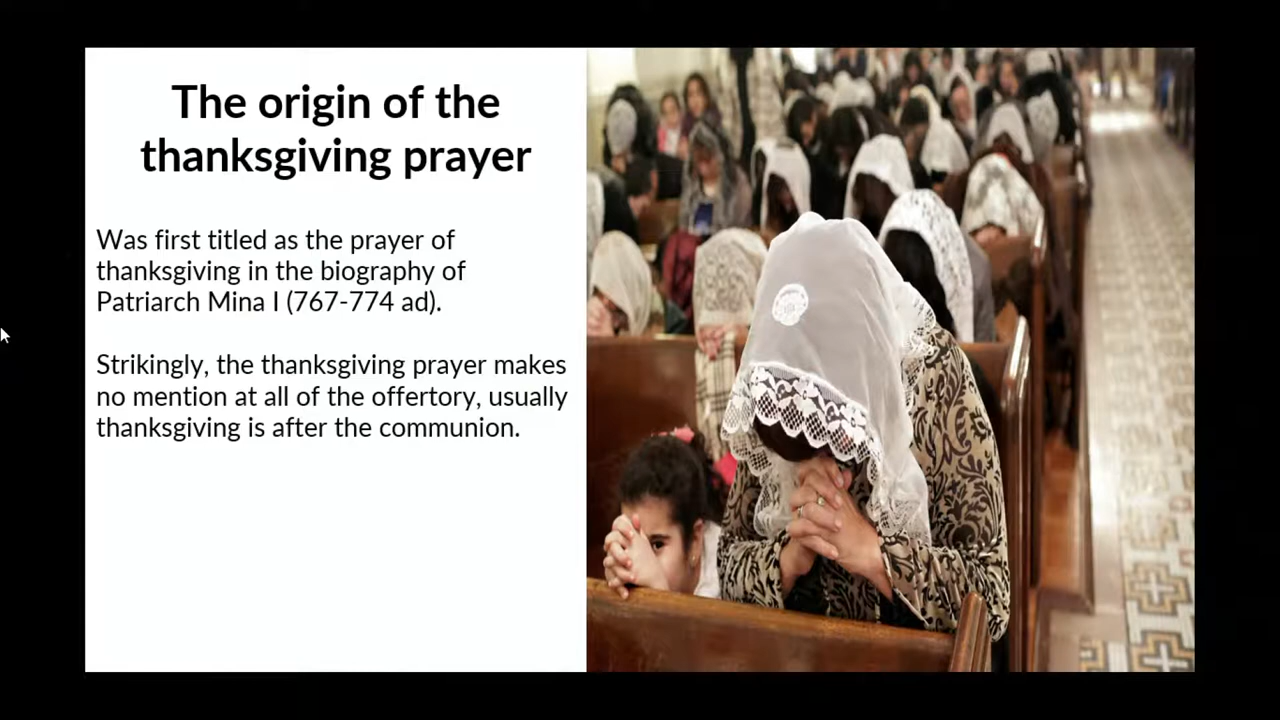 The origin of the
thanksgiving prayer
Was first titled as the prayer of
thanksgiving in the biography of
Patriarch Mina I (767-774 ad).
Strikingly, the thanksgiving prayer makes
no mention at all of the offertory, usually
thanksgiving is after the communion.